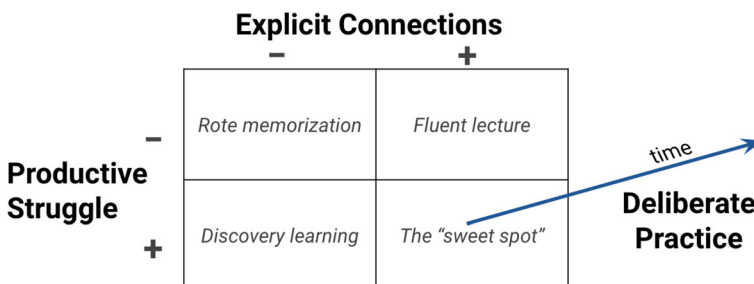 Explicit Connections
− +
Rote memorization Fluent lecture
−
Productive
Struggle
+
Discovery learning The “sweet spot”
time
Deliberate
Practice